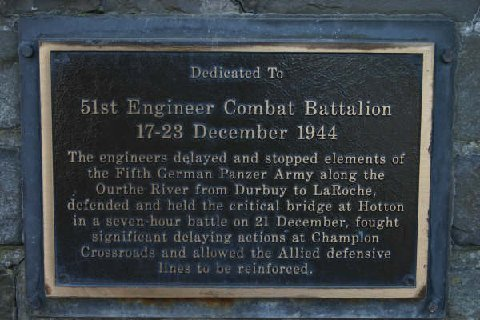 Dedicated To
51st Engineer Combat Battalion
17-23 December 1944
The engineers delayed and stopped elements of
the Fifth German Panzer Army along the
Ourthe River from Durbuy to LaRoche,
defended and held the critical bridge at Hotton
in a seven-hour battle on 21 December, fought
significant delaying actions at Champlon
Crossroads and allowed the Allied defensive
lines to be reinforced.